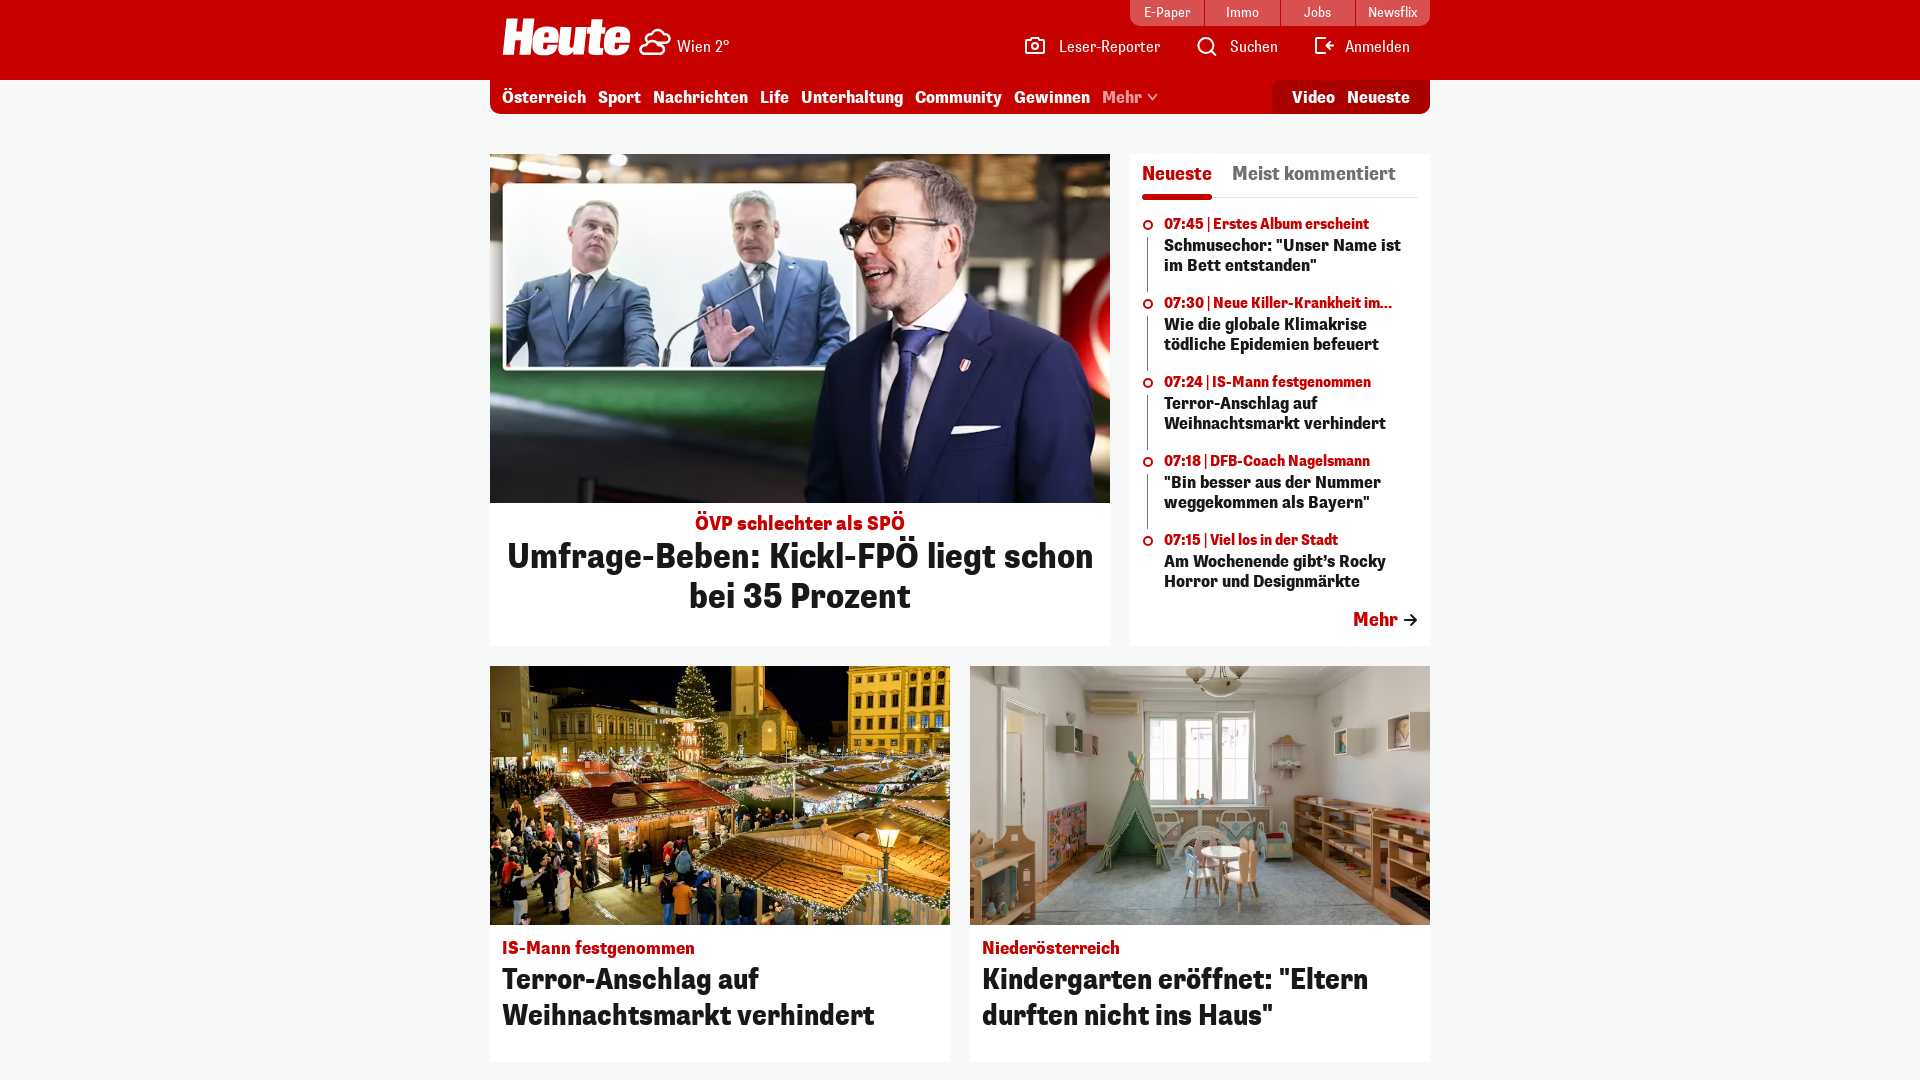 E-Paper
Immo
Jobs
Newsflix
Heute
Wien 2°
Leser-Reporter
Suchen
Anmelden
Österreich
Sport
Nachrichten
Life
Unterhaltung
Community
Gewinnen
Mehr
Video
Neueste
ÖVP schlechter als SPÖ
Umfrage-Beben: Kickl-FPÖ liegt schon
bei 35 Prozent
Neueste
Meist kommentiert
07:45 | Erstes Album erscheint
Schmusechor: "Unser Name ist
im Bett entstanden"
07:30 | Neue Killer-Krankheit im...
Wie die globale Klimakrise
tödliche Epidemien befeuert
07:24 | IS-Mann festgenommen
Terror-Anschlag auf
Weihnachtsmarkt verhindert
07:18 | DFB-Coach Nagelsmann
"Bin besser aus der Nummer
weggekommen als Bayern"
07:15 | Viel los in der Stadt
Am Wochenende gibt’s Rocky
Horror und Designmärkte
Mehr
IS-Mann festgenommen
Terror-Anschlag auf
Weihnachtsmarkt verhindert
Niederösterreich
Kindergarten eröffnet: "Eltern
durften nicht ins Haus"